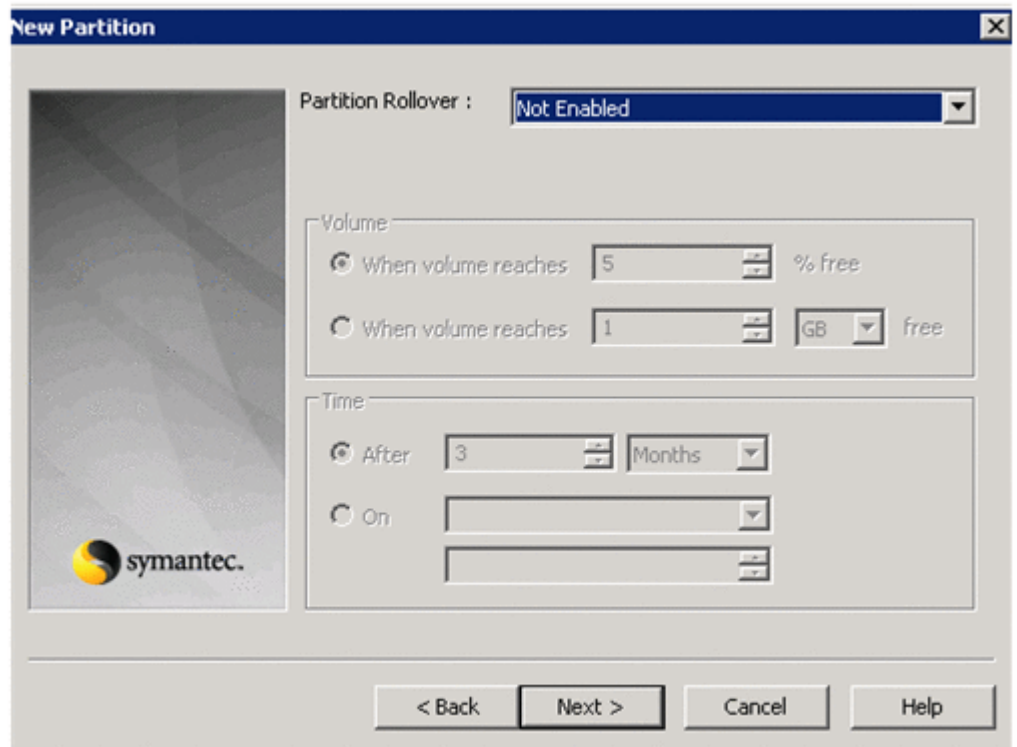 New Partition
Partition Rollover : Not Enabled
Volume
When volume reaches 5 % free
When volume reaches 1 GB free
Time
After 3 Months
On
symantec.
< Back Next > Cancel Help